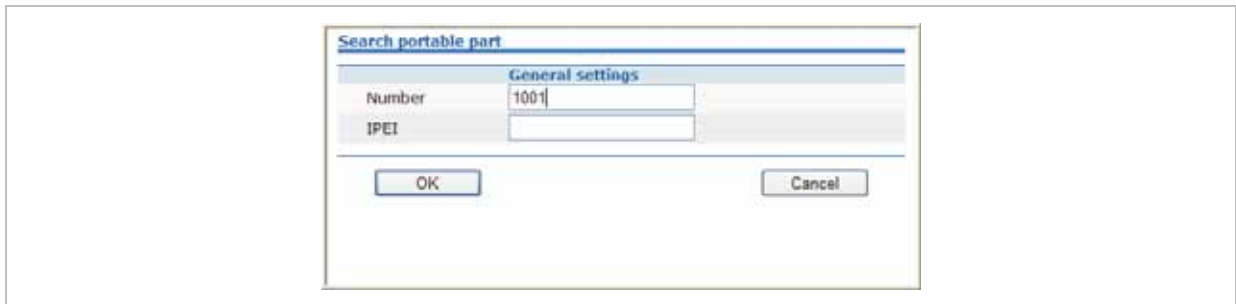 Search portable part
General settings
Number 1001
IPEI
OK Cancel